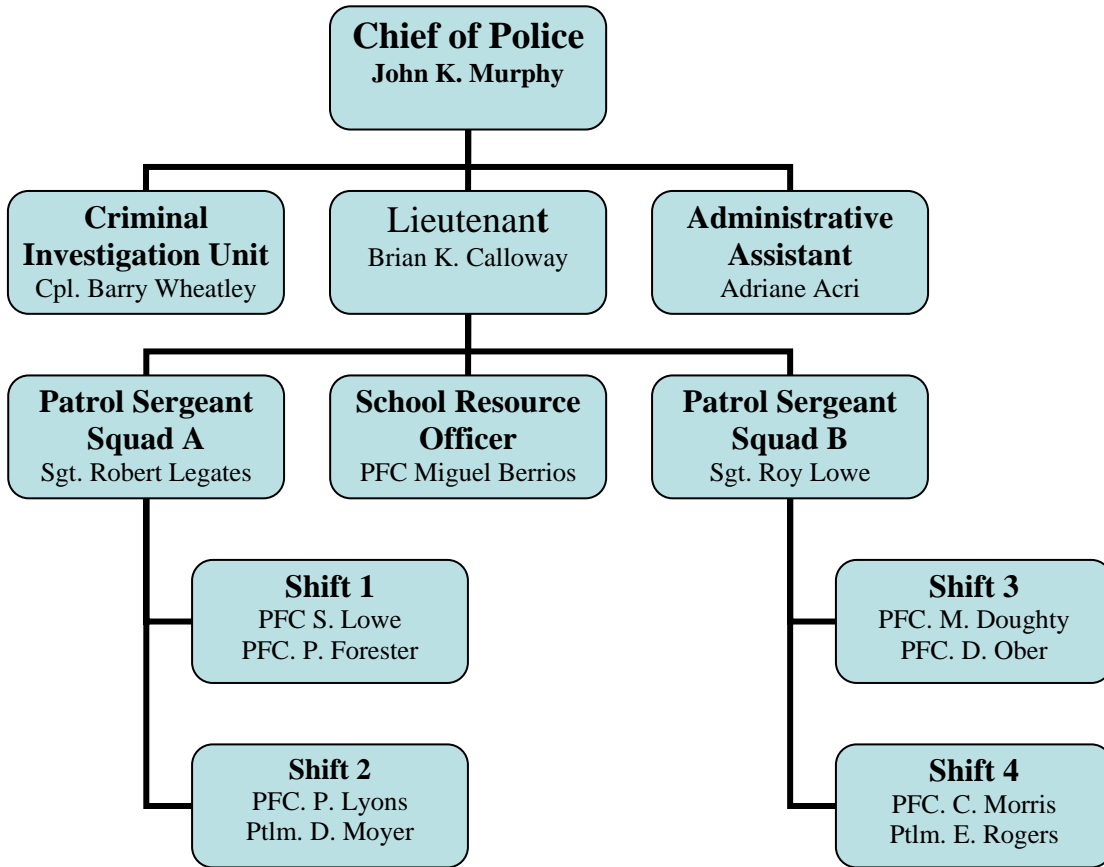 Chief of Police
John K. Murphy
Criminal
Investigation Unit
Cpl. Barry Wheatley
Lieutenant
Brian K. Calloway
Administrative
Assistant
Adriane Acri
Patrol Sergeant
Squad A
Sgt. Robert Legates
School Resource
Officer
PFC Miguel Berrios
Patrol Sergeant
Squad B
Sgt. Roy Lowe
Shift 1
PFC S. Lowe
PFC. P. Forester
Shift 3
PFC. M. Doughty
PFC. D. Ober
Shift 2
PFC. P. Lyons
Ptlm. D. Moyer
Shift 4
PFC. C. Morris
Ptlm. E. Rogers